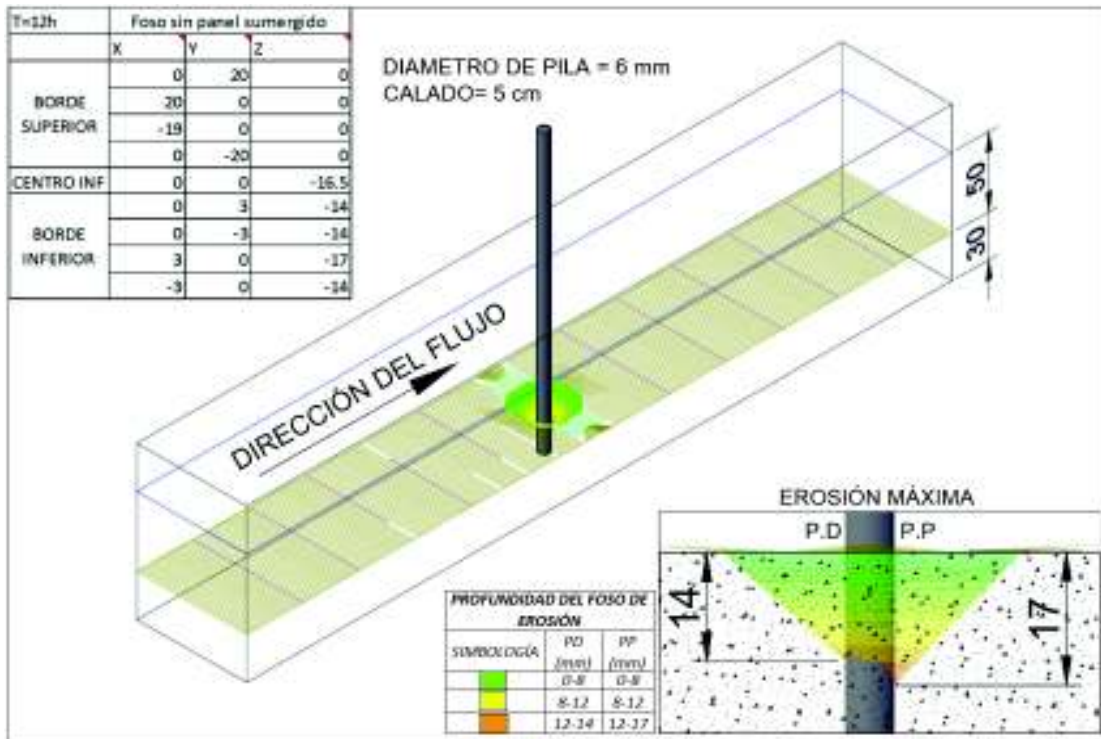 T=12h Foso sin panel sumergido
X Y Z
BORDE SUPERIOR 0 20 0
20 0 0
-19 0 0
0 -20 0
CENTRO INF 0 0 -16.5
BORDE INFERIOR 0 3 -14
0 -3 -14
3 0 -17
-3 0 -14
DIAMETRO DE PILA = 6 mm
CALADO= 5 cm
50
30
DIRECCIÓN DEL FLUJO
EROSIÓN MÁXIMA
P.D P.P
14
17
PROFUNDIDAD DEL FOSO DE
EROSIÓN
SIMBOLOGÍA PD (mm) PP (mm)
0-8 0-8
8-12 8-12
12-14 12-17